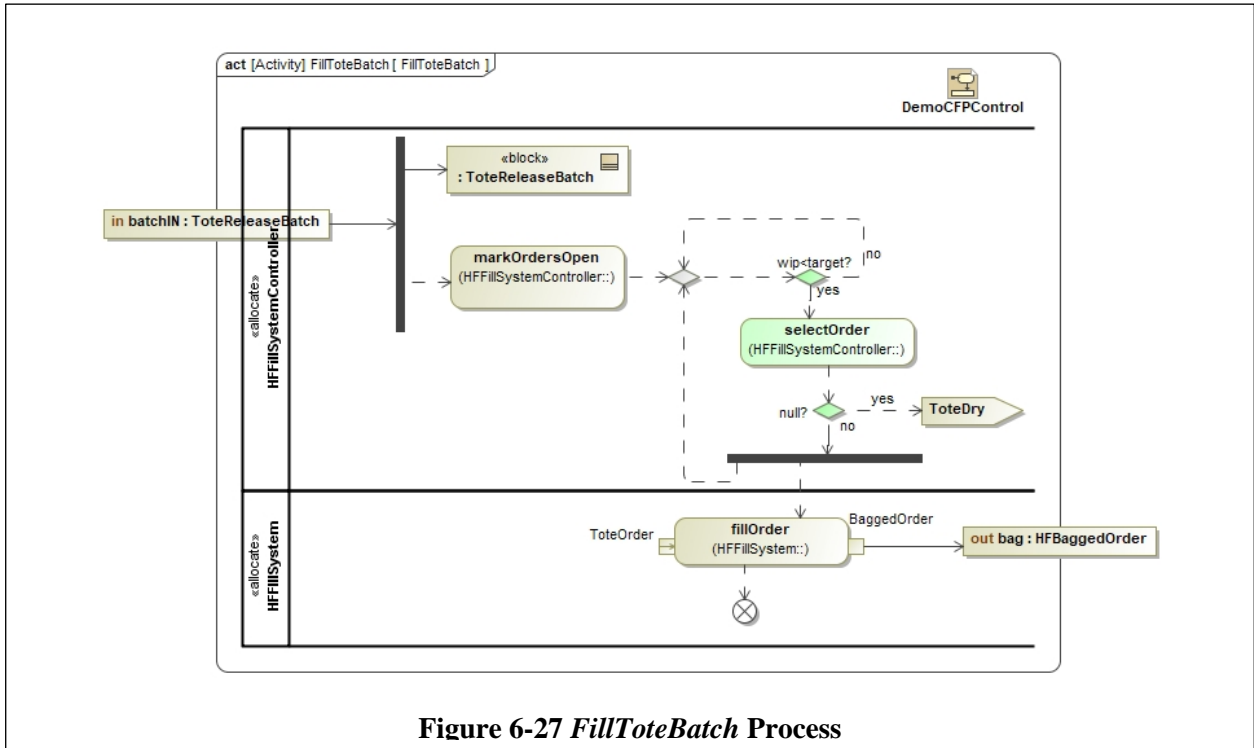 act [Activity] FillToteBatch [ FillToteBatch ]
DemoCFPControl
«block»
: ToteReleaseBatch
in batchIN : ToteReleaseBatch
markOrdersOpen
(HFFillSystemController::)
wip<target?
no
yes
selectOrder
(HFFillSystemController::)
null?
yes
ToteDry
no
«allocate»
HFFillSystemController
ToteOrder
fillOrder
(HFFillSystem::)
BaggedOrder
out bag : HFBaggedOrder
«allocate»
HFFillSystem
Figure 6-27 FillToteBatch Process